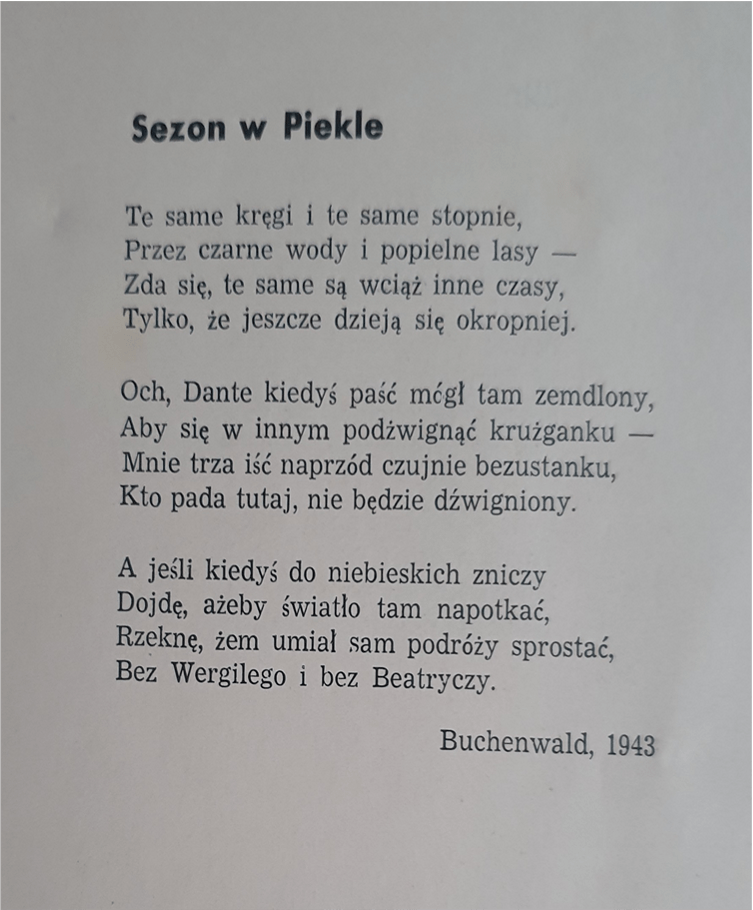 Sezon w Piekle
Te same kręgi i te same stopnie,
Przez czarne wody i popielne lasy —
Zda się, te same są wciąż inne czasy,
Tylko, że jeszcze dzieją się okropniej.
Och, Dante kiedyś paść mógł tam zemdlony,
Aby się w innym podźwignąć krużganku —
Mnie trza iść naprzód czujnie bezustanku,
Kto pada tutaj, nie będzie dźwigniony.
A jeśli kiedyś do niebieskich zniczy
Dojdę, ażeby światło tam napotkać,
Rzeknę, żem umiał sam podróży sprostać,
Bez Wergilego i bez Beatryczy.
Buchenwald, 1943